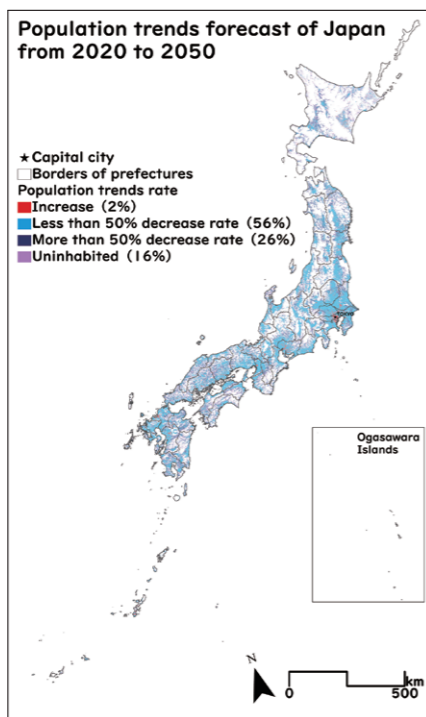 Population trends forecast of Japan
from 2020 to 2050
★Capital city
Borders of prefectures
Population trends rate
Increase (2%)
Less than 50% decrease rate (56%)
More than 50% decrease rate (26%)
Uninhabited (16%)
TOKYO
Ogasawara
Islands
N
km
0
500